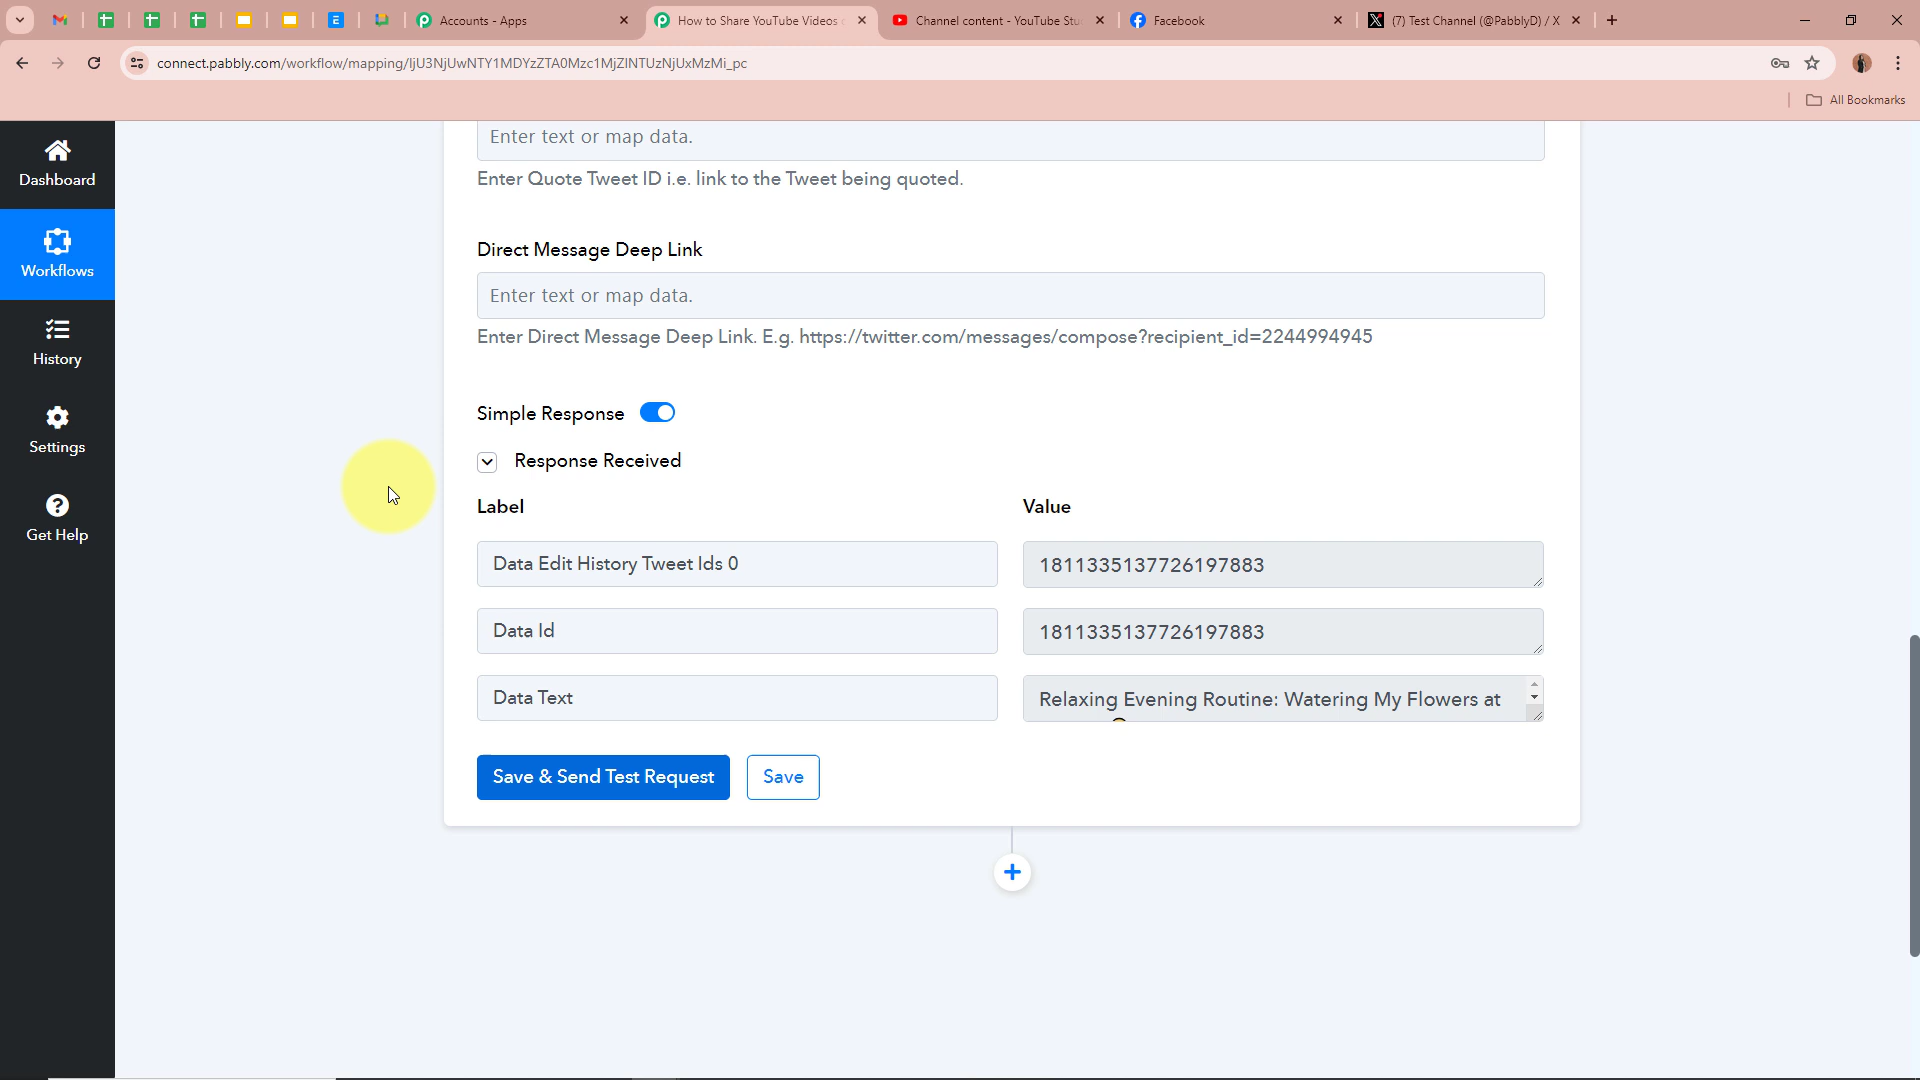 Accounts - Apps
How to Share YouTube Videos
Channel content - YouTube Stu
Facebook
(7) Test Channel (@PabblyD) / X
connect.pabbly.com/workflow/mapping/IjU3NjUwNTY1MDYzZTA0Mzc1MjZlNTUzNjUxMzMi_pc
All Bookmarks
Dashboard
Workflows
History
Settings
Get Help
Enter text or map data.
Enter Quote Tweet ID i.e. link to the Tweet being quoted.
Direct Message Deep Link
Enter text or map data.
Enter Direct Message Deep Link. E.g. https://twitter.com/messages/compose?recipient_id=2244994945
Simple Response
Response Received
Label
Value
Data Edit History Tweet Ids 0
1811335137726197883
Data Id
1811335137726197883
Data Text
Relaxing Evening Routine: Watering My Flowers at
Save & Send Test Request
Save